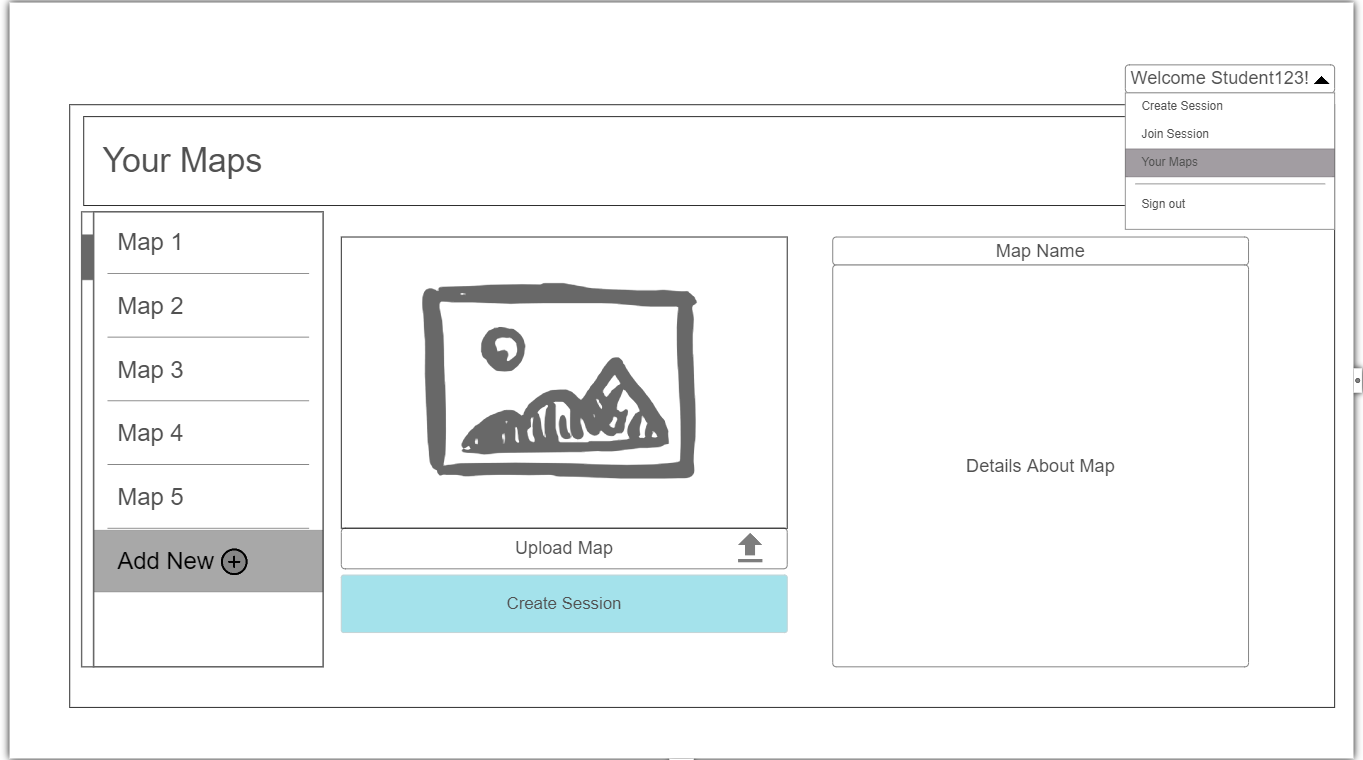 Welcome Student123!
Create Session
Join Session
Your Maps
Sign out
Your Maps
Map 1
Map 2
Map 3
Map 4
Map 5
Add New
Upload Map
Create Session
Map Name
Details About Map